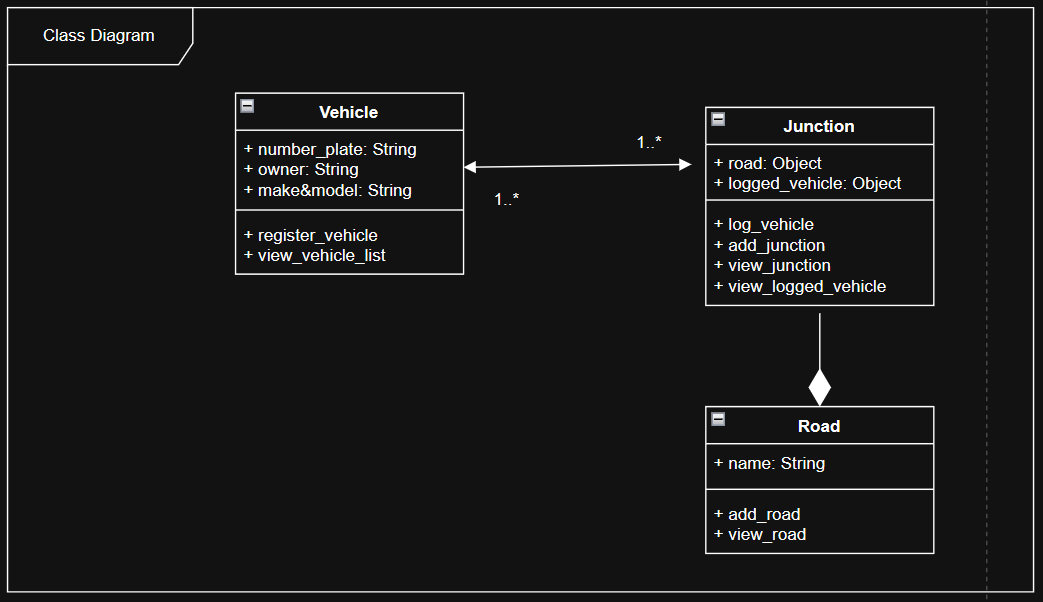 Class Diagram
Vehicle
+ number_plate: String
+ owner: String
+ make&model: String
+ register_vehicle
+ view_vehicle_list
1..*
1..*
Junction
+ road: Object
+ logged_vehicle: Object
+ log_vehicle
+ add_junction
+ view_junction
+ view_logged_vehicle
Road
+ name: String
+ add_road
+ view_road